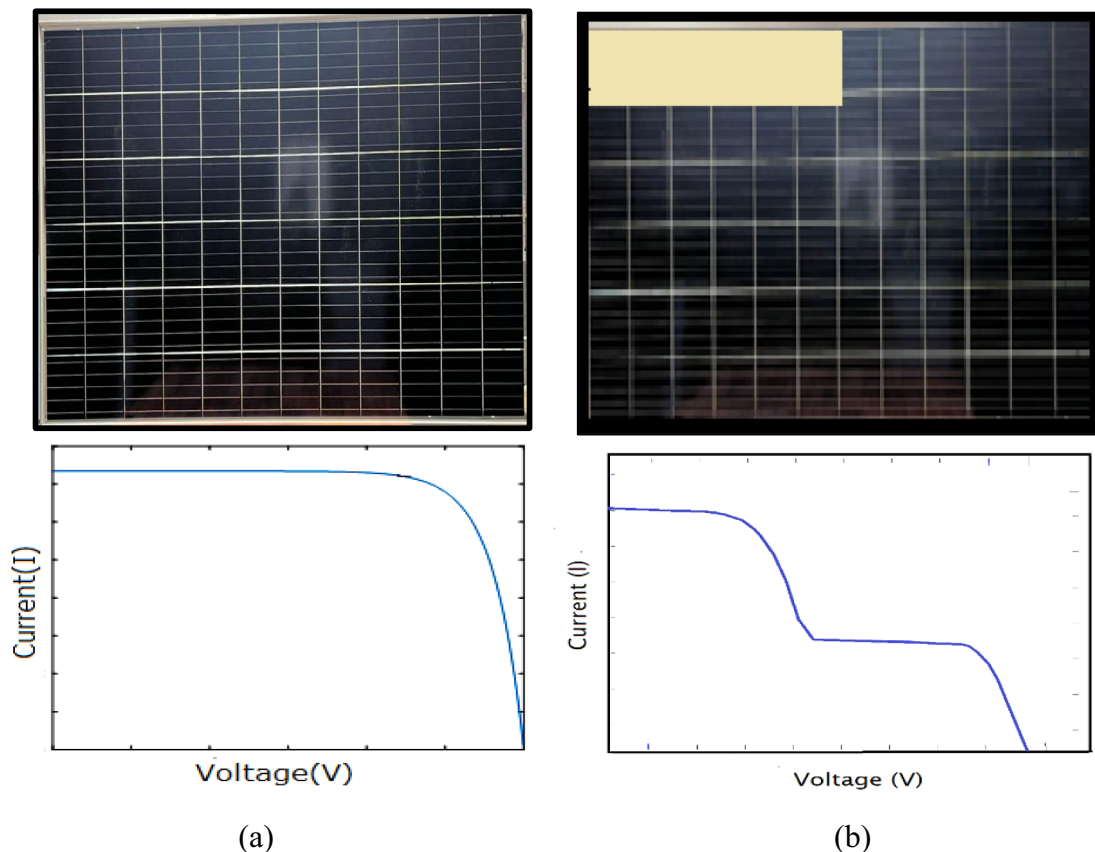 Current(I)
Voltage(V)
Current (I)
Voltage (V)
(a)
(b)